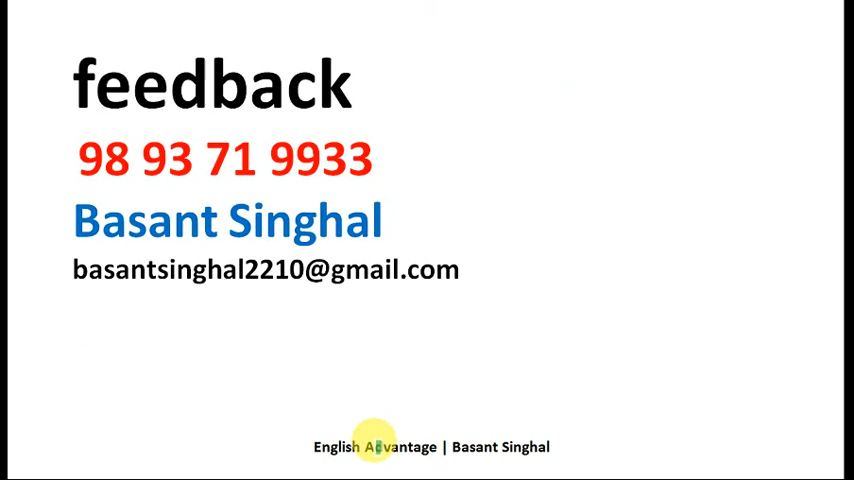 feedback
98 93 71 9933
Basant Singhal
basantsinghal2210@gmail.com
English Advantage | Basant Singhal